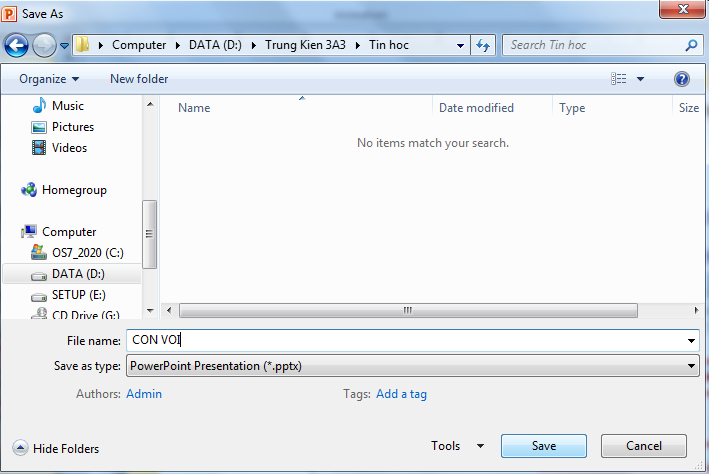 Save As
Computer DATA (D:) Trung Kien 3A3 Tin hoc Search Tin hoc
Organize New folder
Music
Pictures
Videos
Homegroup
Computer
OS7_2020 (C:)
DATA (D:)
SETUP (E:)
CD Drive (G:)
Name Date modified Type Size
No items match your search.
File name: CON VOI
Save as type: PowerPoint Presentation (*.pptx)
Authors: Admin Tags: Add a tag
Hide Folders Tools Save Cancel